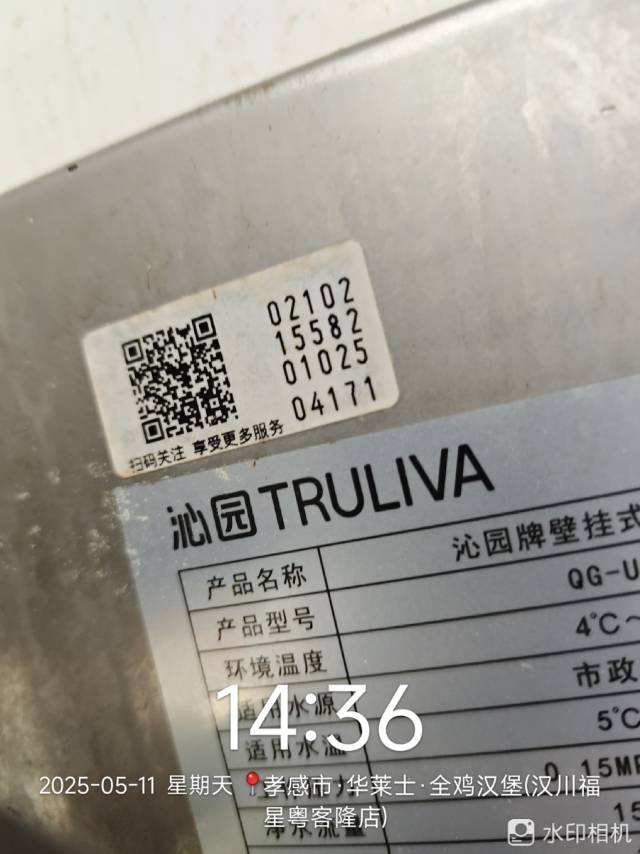 02102
15582
01025
04171
扫码关注 享受更多服务
沁园TRULIVA
产品名称 沁园牌壁挂式
产品型号 QG-U
环境温度 4℃~
适用水源 市政
适用水温 5℃
0.15MP
净水流量 15
14:36
2025-05-11 星期天 孝感市·华莱士·全鸡汉堡(汉川福
星粤客隆店)
水印相机